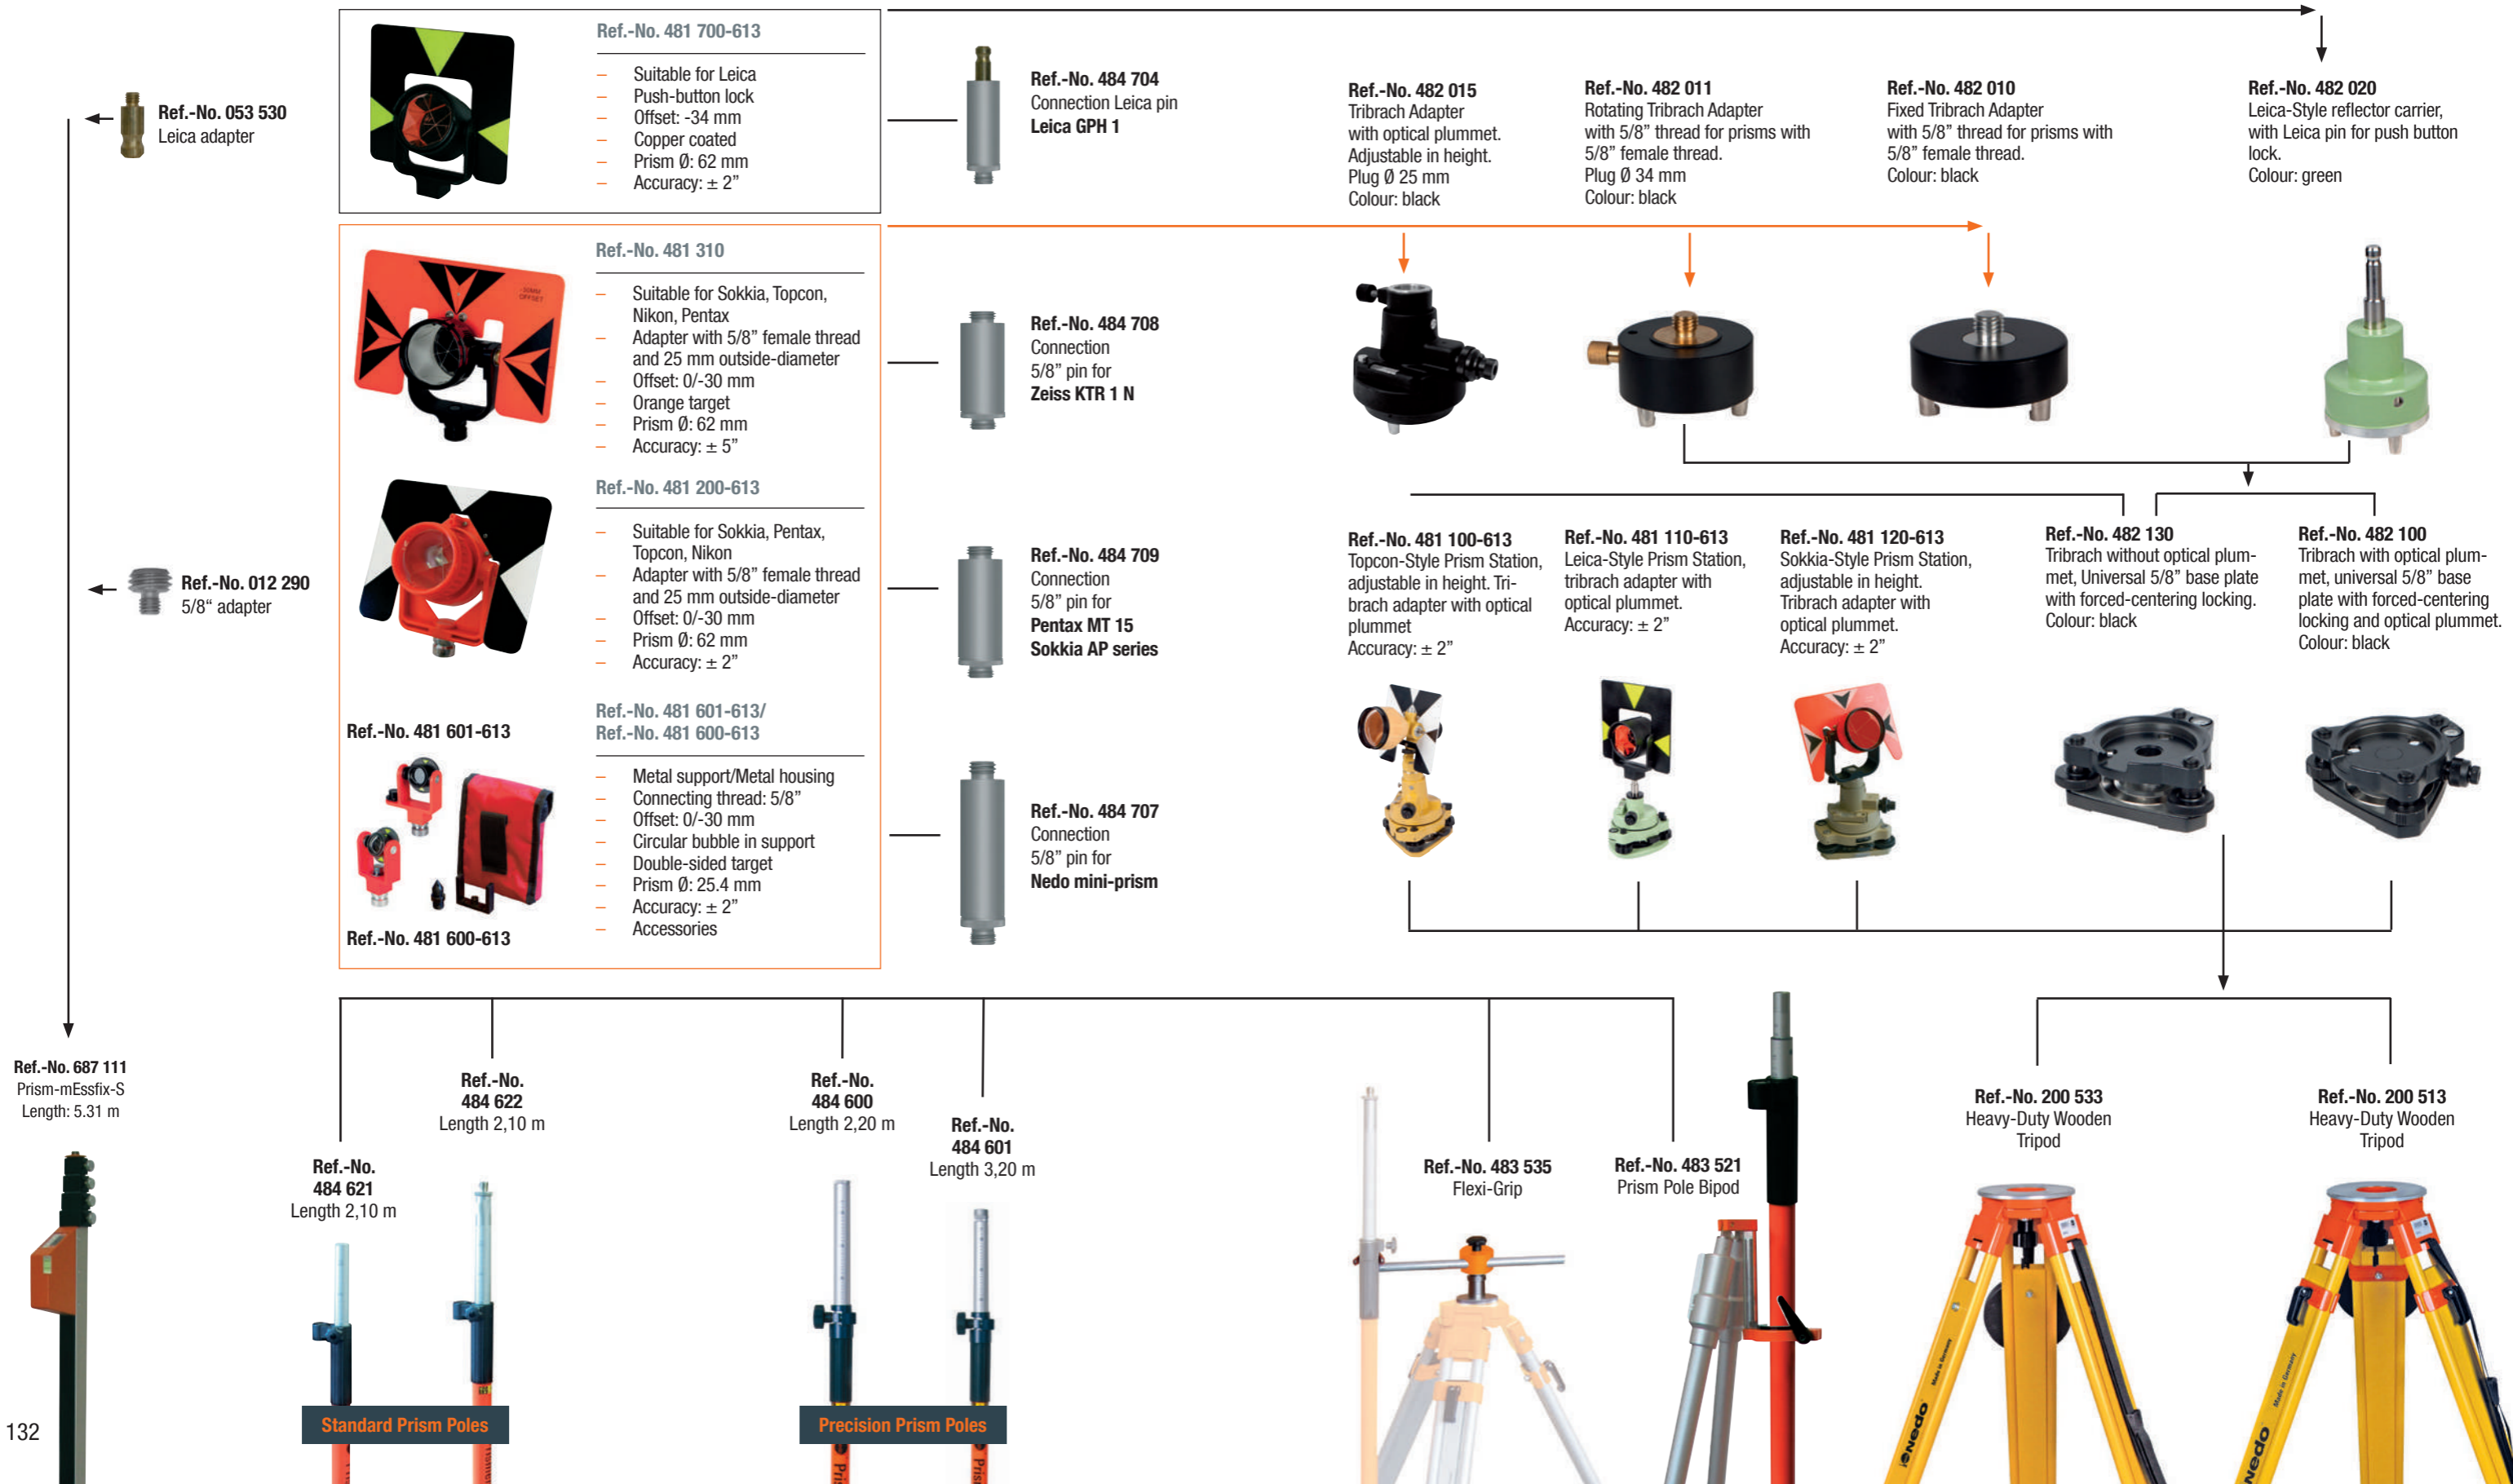 Ref.-No. 053 530
Leica adapter
Ref.-No. 012 290
5/8“ adapter
Ref.-No. 687 111
Prism-mEssfix-S
Length: 5.31 m
Ref.-No. 481 700-613
– Suitable for Leica
– Push-button lock
– Offset: -34 mm
– Copper coated
– Prism Ø: 62 mm
– Accuracy: ± 2”
Ref.-No. 481 310
– Suitable for Sokkia, Topcon,
Nikon, Pentax
– Adapter with 5/8” female thread
and 25 mm outside-diameter
– Offset: 0/-30 mm
– Orange target
– Prism Ø: 62 mm
– Accuracy: ± 5”
Ref.-No. 481 200-613
– Suitable for Sokkia, Pentax,
Topcon, Nikon
– Adapter with 5/8” female thread
and 25 mm outside-diameter
– Offset: 0/-30 mm
– Prism Ø: 62 mm
– Accuracy: ± 2”
Ref.-No. 481 601-613
Ref.-No. 481 600-613
Ref.-No. 481 601-613/
Ref.-No. 481 600-613
– Metal support/Metal housing
– Connecting thread: 5/8”
– Offset: 0/-30 mm
– Circular bubble in support
– Double-sided target
– Prism Ø: 25.4 mm
– Accuracy: ± 2”
– Accessories
Ref.-No. 484 704
Connection Leica pin
Leica GPH 1
Ref.-No. 484 708
Connection
5/8” pin for
Zeiss KTR 1 N
Ref.-No. 484 709
Connection
5/8” pin for
Pentax MT 15
Sokkia AP series
Ref.-No. 484 707
Connection
5/8” pin for
Nedo mini-prism
Ref.-No. 482 015
Tribrach Adapter
with optical plummet.
Adjustable in height.
Plug Ø 25 mm
Colour: black
Ref.-No. 482 011
Rotating Tribrach Adapter
with 5/8” thread for prisms with
5/8” female thread.
Plug Ø 34 mm
Colour: black
Ref.-No. 482 010
Fixed Tribrach Adapter
with 5/8” thread for prisms with
5/8” female thread.
Colour: black
Ref.-No. 482 020
Leica-Style reflector carrier,
with Leica pin for push button
lock.
Colour: green
Ref.-No. 481 100-613
Topcon-Style Prism Station,
adjustable in height. Tri-
brach adapter with optical
plummet
Accuracy: ± 2”
Ref.-No. 481 110-613
Leica-Style Prism Station,
tribrach adapter with
optical plummet.
Accuracy: ± 2”
Ref.-No. 481 120-613
Sokkia-Style Prism Station,
adjustable in height.
Tribrach adapter with
optical plummet.
Accuracy: ± 2”
Ref.-No. 482 130
Tribrach without optical plum-
met, Universal 5/8” base plate
with forced-centering locking.
Colour: black
Ref.-No. 482 100
Tribrach with optical plum-
met, universal 5/8” base
plate with forced-centering
locking and optical plummet.
Colour: black
Ref.-No.
484 621
Length 2,10 m
Ref.-No.
484 622
Length 2,10 m
Ref.-No.
484 600
Length 2,20 m
Ref.-No.
484 601
Length 3,20 m
Ref.-No. 483 535
Flexi-Grip
Ref.-No. 483 521
Prism Pole Bipod
Ref.-No. 200 533
Heavy-Duty Wooden
Tripod
Ref.-No. 200 513
Heavy-Duty Wooden
Tripod
Standard Prism Poles
Precision Prism Poles
Made in Germany
NEDO
Made in Germany
NEDO
132